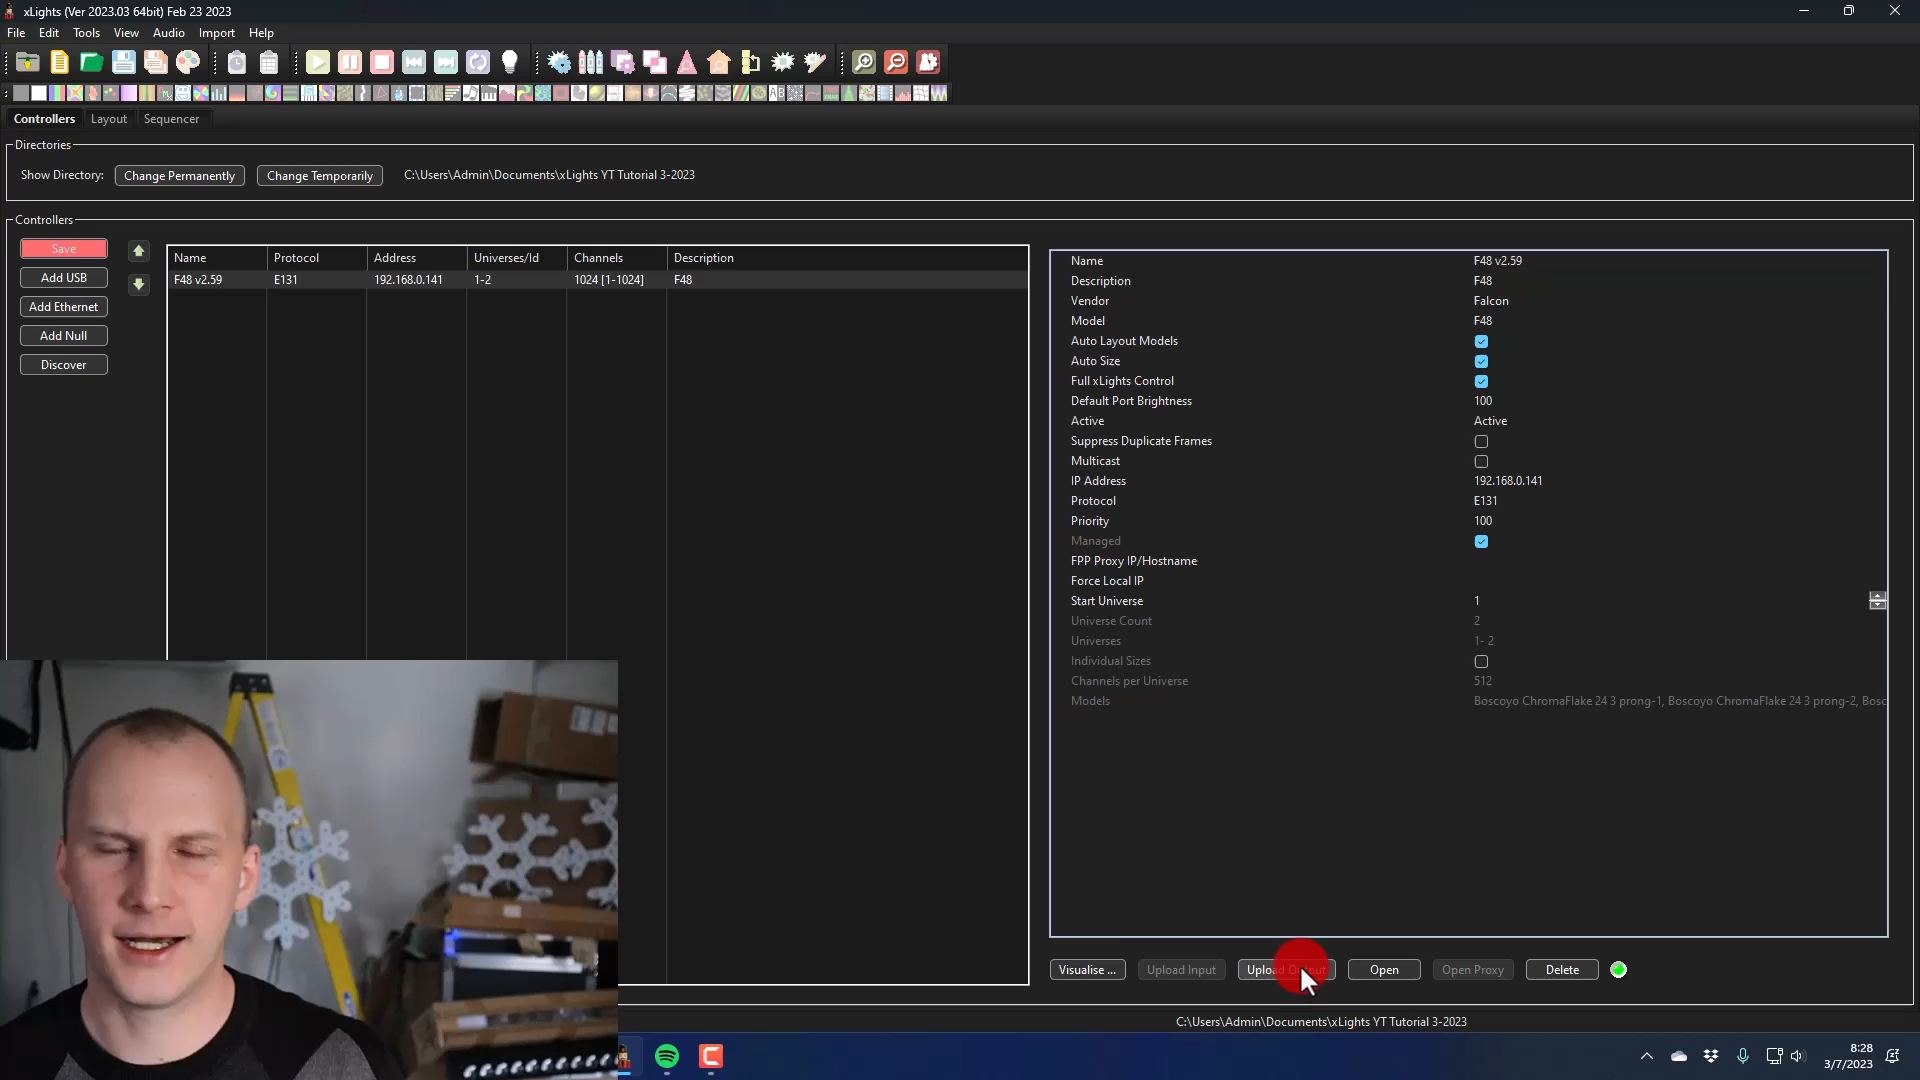 xLights (Ver 2023.03 64bit) Feb 23 2023
File Edit Tools View Audio Import Help
Controllers Layout Sequencer
Directories
Show Directory: Change Permanently Change Temporarily C:\Users\Admin\Documents\xLights YT Tutorial 3-2023
Controllers
Save
Add USB
Add Ethernet
Add Null
Discover
Name Protocol Address Universes/Id Channels Description
F48 v2.59 E131 192.168.0.141 1-2 1024 [1-1024] F48
Name F48 v2.59
Description F48
Vendor Falcon
Model F48
Auto Layout Models
Auto Size
Full xLights Control
Default Port Brightness 100
Active Active
Suppress Duplicate Frames
Multicast
IP Address 192.168.0.141
Protocol E131
Priority 100
Managed
FPP Proxy IP/Hostname
Force Local IP
Start Universe 1
Universe Count 2
Universes 1- 2
Individual Sizes
Channels per Universe 512
Models Boscoyo ChromaFlake 24 3 prong-1, Boscoyo ChromaFlake 24 3 prong-2, Bosc
Visualise ... Upload Input Upload Output Open Open Proxy Delete
C:\Users\Admin\Documents\xLights YT Tutorial 3-2023
8:28
3/7/2023